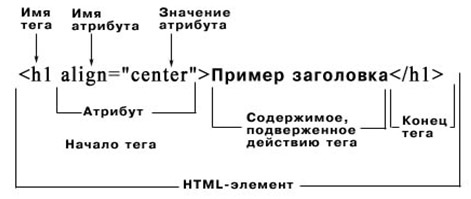 Имя тега
Имя атрибута
Значение атрибута
<h1 align="center">Пример заголовка</h1>
Атрибут
Содержимое, подверженное действию тега
Конец тега
Начало тега
HTML-элемент